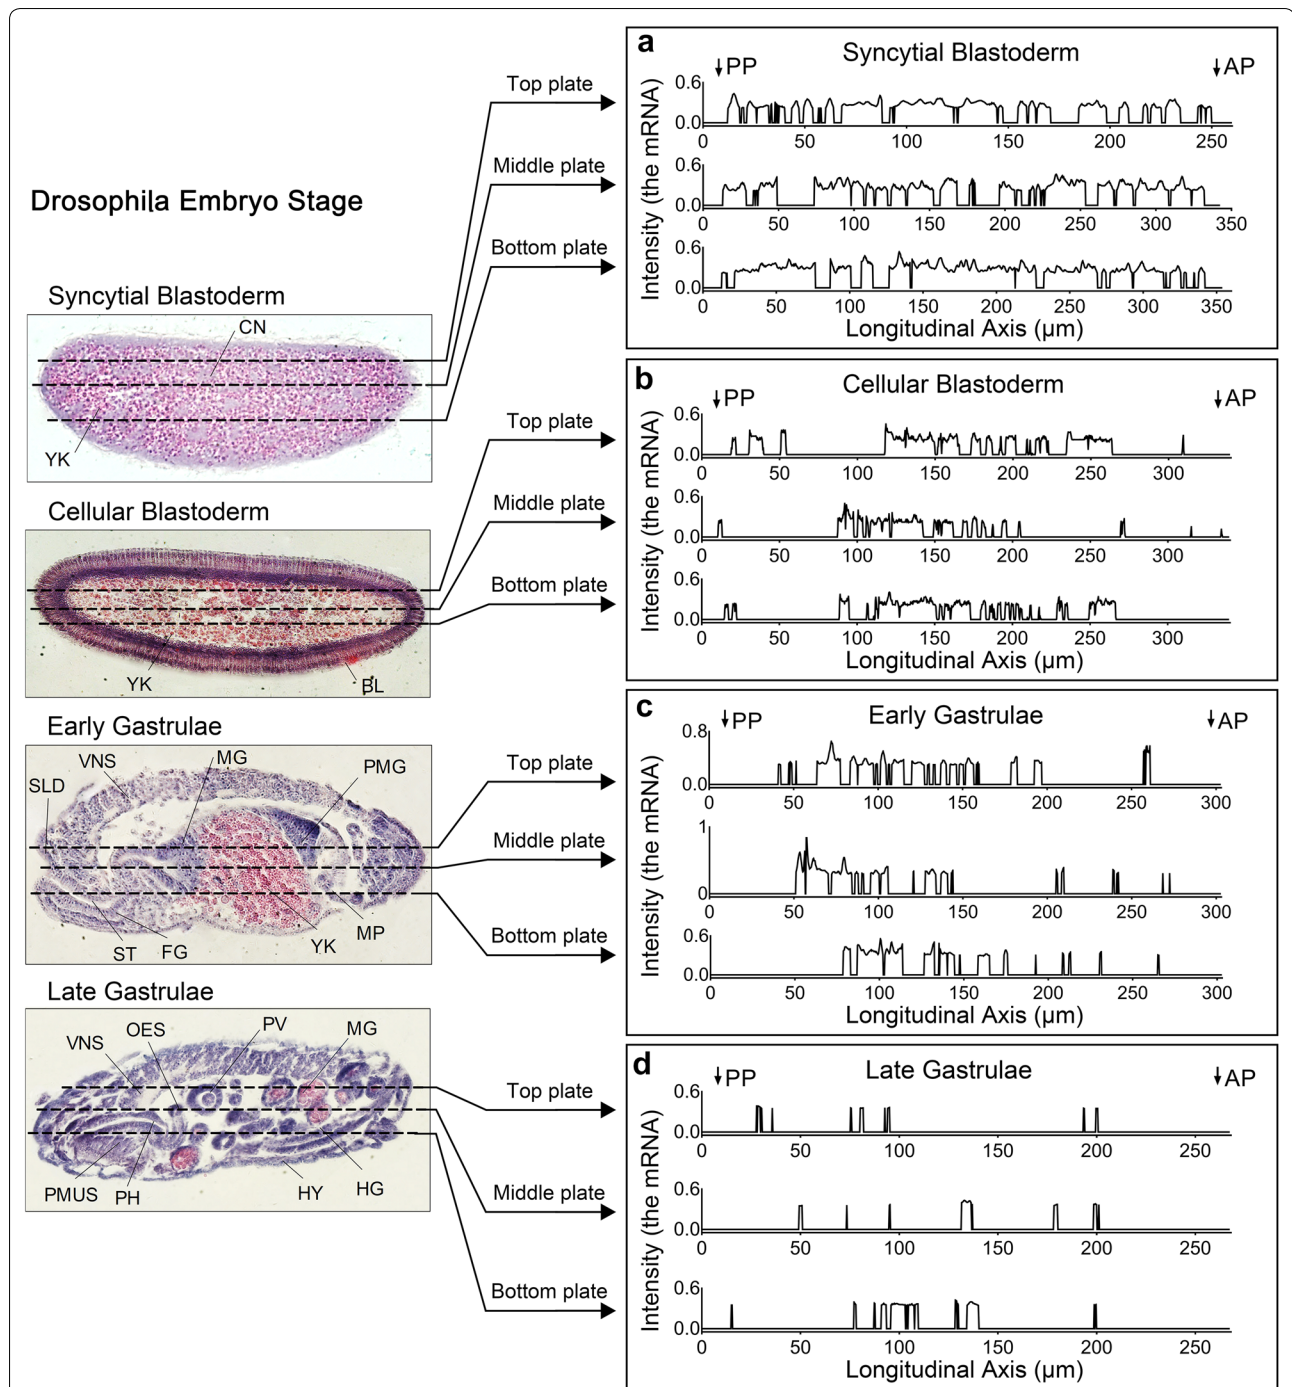 Drosophila Embryo Stage
Syncytial Blastoderm
CN
YK
Top plate
Middle plate
Bottom plate
Cellular Blastoderm
YK
BL
Top plate
Middle plate
Bottom plate
Early Gastrulae
VNS
MG
PMG
SLD
ST
FG
YK
MP
Top plate
Middle plate
Bottom plate
Late Gastrulae
VNS
OES
PV
MG
PMUS
PH
HY
HG
Top plate
Middle plate
Bottom plate
a
Syncytial Blastoderm
↓PP
↓AP
Intensity (the mRNA)
0.6
0.0
50 100 150 200 250
0.6
0.0
0 50 100 150 200 250 300 350
0.6
0.0
0 50 100 150 200 250 300 350
Longitudinal Axis (µm)
b
Cellular Blastoderm
↓PP
↓AP
Intensity (the mRNA)
0.6
0.0
0 50 100 150 200 250 300
0.6
0.0
0 50 100 150 200 250 300
0.6
0.0
0 50 100 150 200 250 300
Longitudinal Axis (µm)
c
Early Gastrulae
↓PP
↓AP
Intensity (the mRNA)
0.8
0.0
0 50 100 150 200 250 300
1
0
0 50 100 150 200 250 300
0.6
0.0
0 50 100 150 200 250 300
Longitudinal Axis (µm)
d
Late Gastrulae
↓PP
↓AP
Intensity (the mRNA)
0.6
0.0
0 50 100 150 200 250
0.6
0.0
0 50 100 150 200 250
0.6
0.0
0 50 100 150 200 250
Longitudinal Axis (µm)